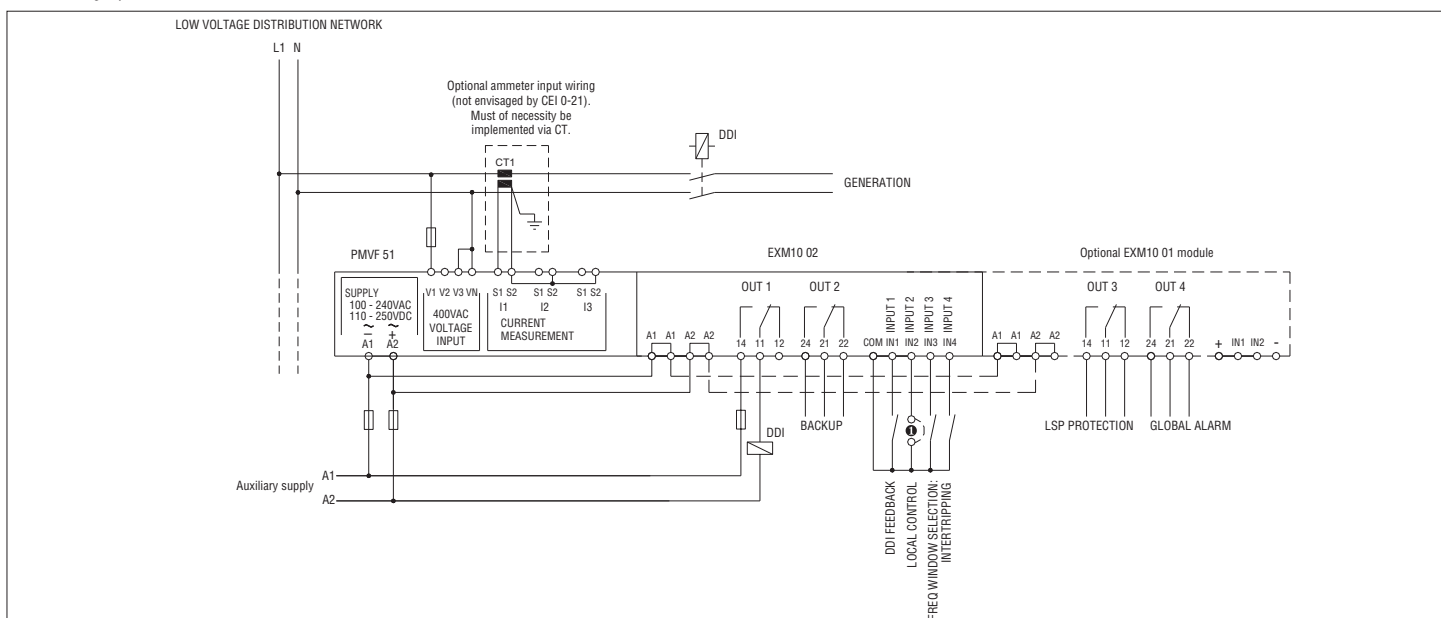 LOW VOLTAGE DISTRIBUTION NETWORK
L1 N
Optional ammeter input wiring
(not envisaged by CEI 0-21).
Must of necessity be
implemented via CT.
DDI
CT1
GENERATION
PMVF 51
EXM10 02
Optional EXM10 01 module
SUPPLY
100 - 240VAC
110 - 250VDC
~ ~
– +
A1 A2
V1 V2 V3 VN
400VAC
VOLTAGE
INPUT
S1 S2 S1 S2 S1 S2
I1 I2 I3
CURRENT
MEASUREMENT
OUT 1
OUT 2
INPUT 1
INPUT 2
INPUT 3
INPUT 4
A1 A1 A2 A2
14 11 12
24 21 22
COM IN1 IN2 IN3 IN4
OUT 3
OUT 4
A1 A1 A2 A2
14 11 12
24 21 22
+ IN1 IN2 -
DDI
BACKUP
1
LSP PROTECTION
GLOBAL ALARM
Auxiliary supply
A1
A2
DDI FEEDBACK
LOCAL CONTROL
FREQ WINDOW SELECTION:
INTERTRIPPING